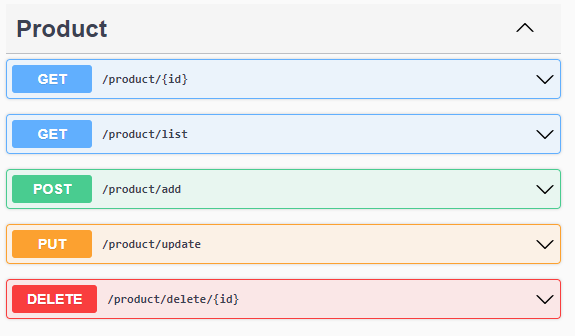 Product
GET /product/{id}
GET /product/list
POST /product/add
PUT /product/update
DELETE /product/delete/{id}